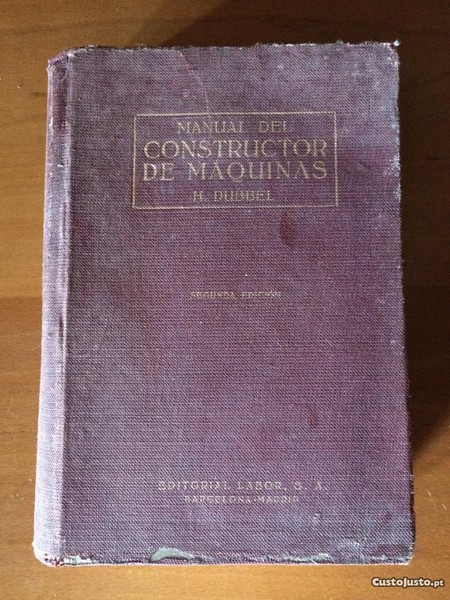 MANUAL DEL
CONSTRUCTOR
DE MAQUINAS
H. DUBBEL
SEGUNDA EDICIÓN
EDITORIAL LABOR, S. A.
BARCELONA-MADRID
CustoJusto.pt